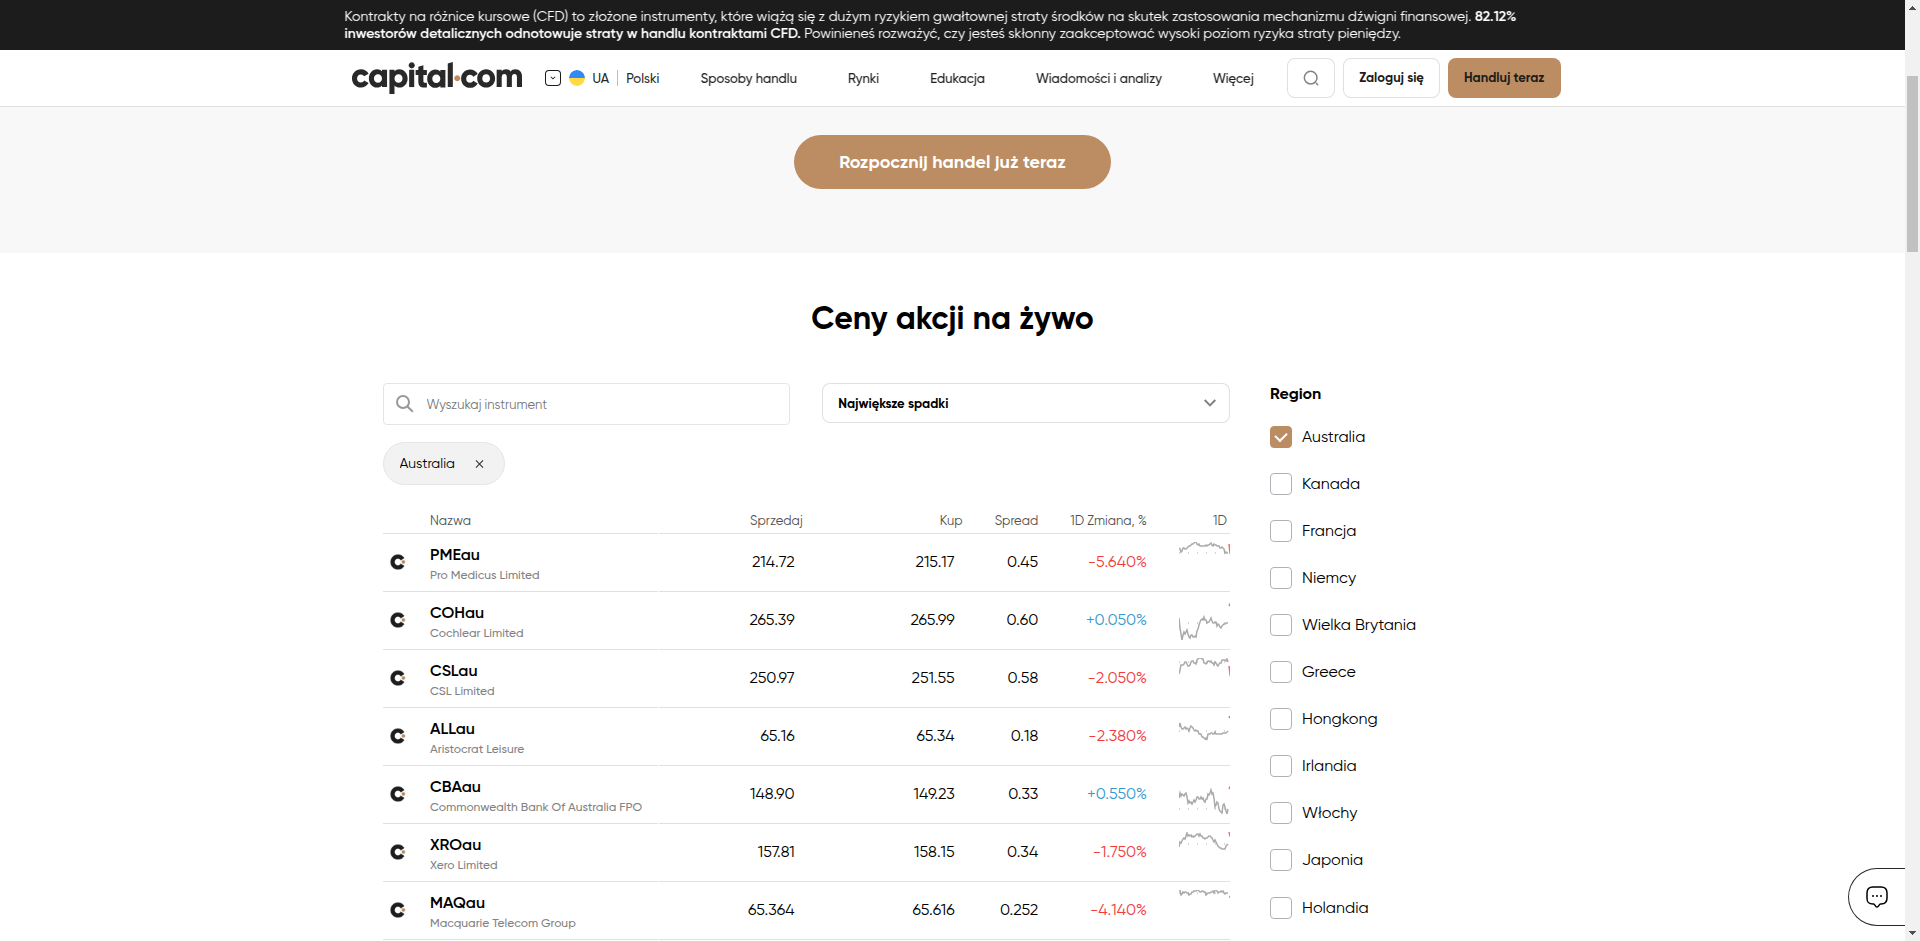 Kontrakty na różnice kursowe (CFD) to złożone instrumenty, które wiążą się z dużym ryzykiem gwałtownej straty środków na skutek zastosowania mechanizmu dźwigni finansowej. 82.12%
inwestorów detalicznych odnotowuje straty w handlu kontraktami CFD. Powinieneś rozważyć, czy jesteś skłonny zaakceptować wysoki poziom ryzyka straty pieniędzy.
capital.com UA Polski Sposoby handlu Rynki Edukacja Wiadomości i analizy Więcej Zaloguj się Handluj teraz
Rozpocznij handel już teraz
Ceny akcji na żywo
Wyszukaj instrument
Największe spadki
Australia
Nazwa Sprzedaj Kup Spread 1D Zmiana, % 1D
PMEau 214.72 215.17 0.45 -5.640%
Pro Medicus Limited
COHau 265.39 265.99 0.60 +0.050%
Cochlear Limited
CSLau 250.97 251.55 0.58 -2.050%
CSL Limited
ALLau 65.16 65.34 0.18 -2.380%
Aristocrat Leisure
CBAau 148.90 149.23 0.33 +0.550%
Commonwealth Bank Of Australia FPO
XROau 157.81 158.15 0.34 -1.750%
Xero Limited
MAQau 65.364 65.616 0.252 -4.140%
Macquarie Telecom Group
Region
Australia
Kanada
Francja
Niemcy
Wielka Brytania
Greece
Hongkong
Irlandia
Włochy
Japonia
Holandia